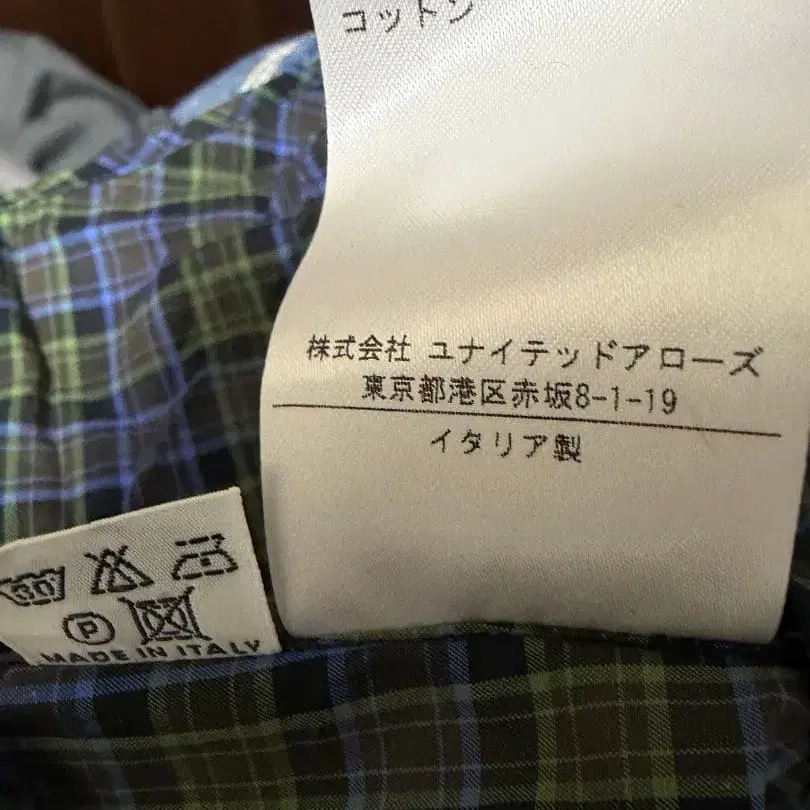 コットン
株式会社 ユナイテッドアローズ
東京都港区赤坂8-1-19
イタリア製
30
P
MADE IN ITALY